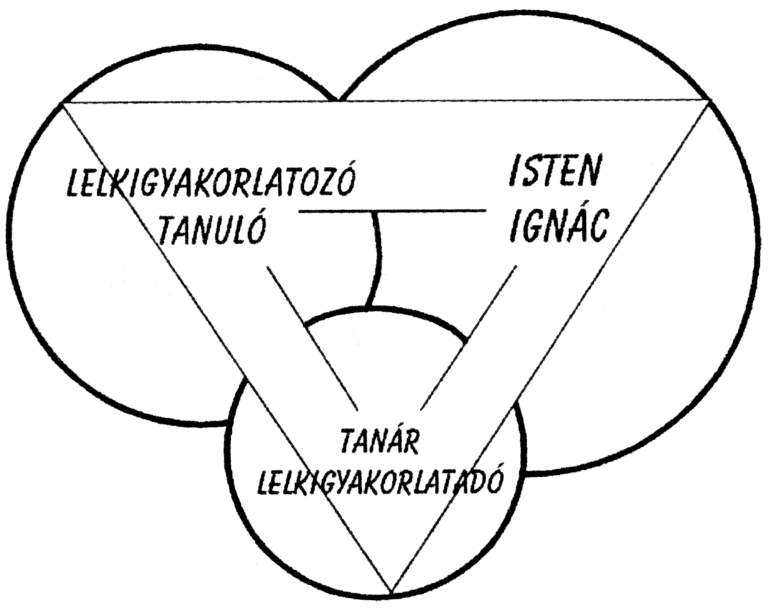 LELKIGYAKORLATOZÓ
TANULÓ
ISTEN
IGNÁC
TANÁR
LELKIGYAKORLATADÓ